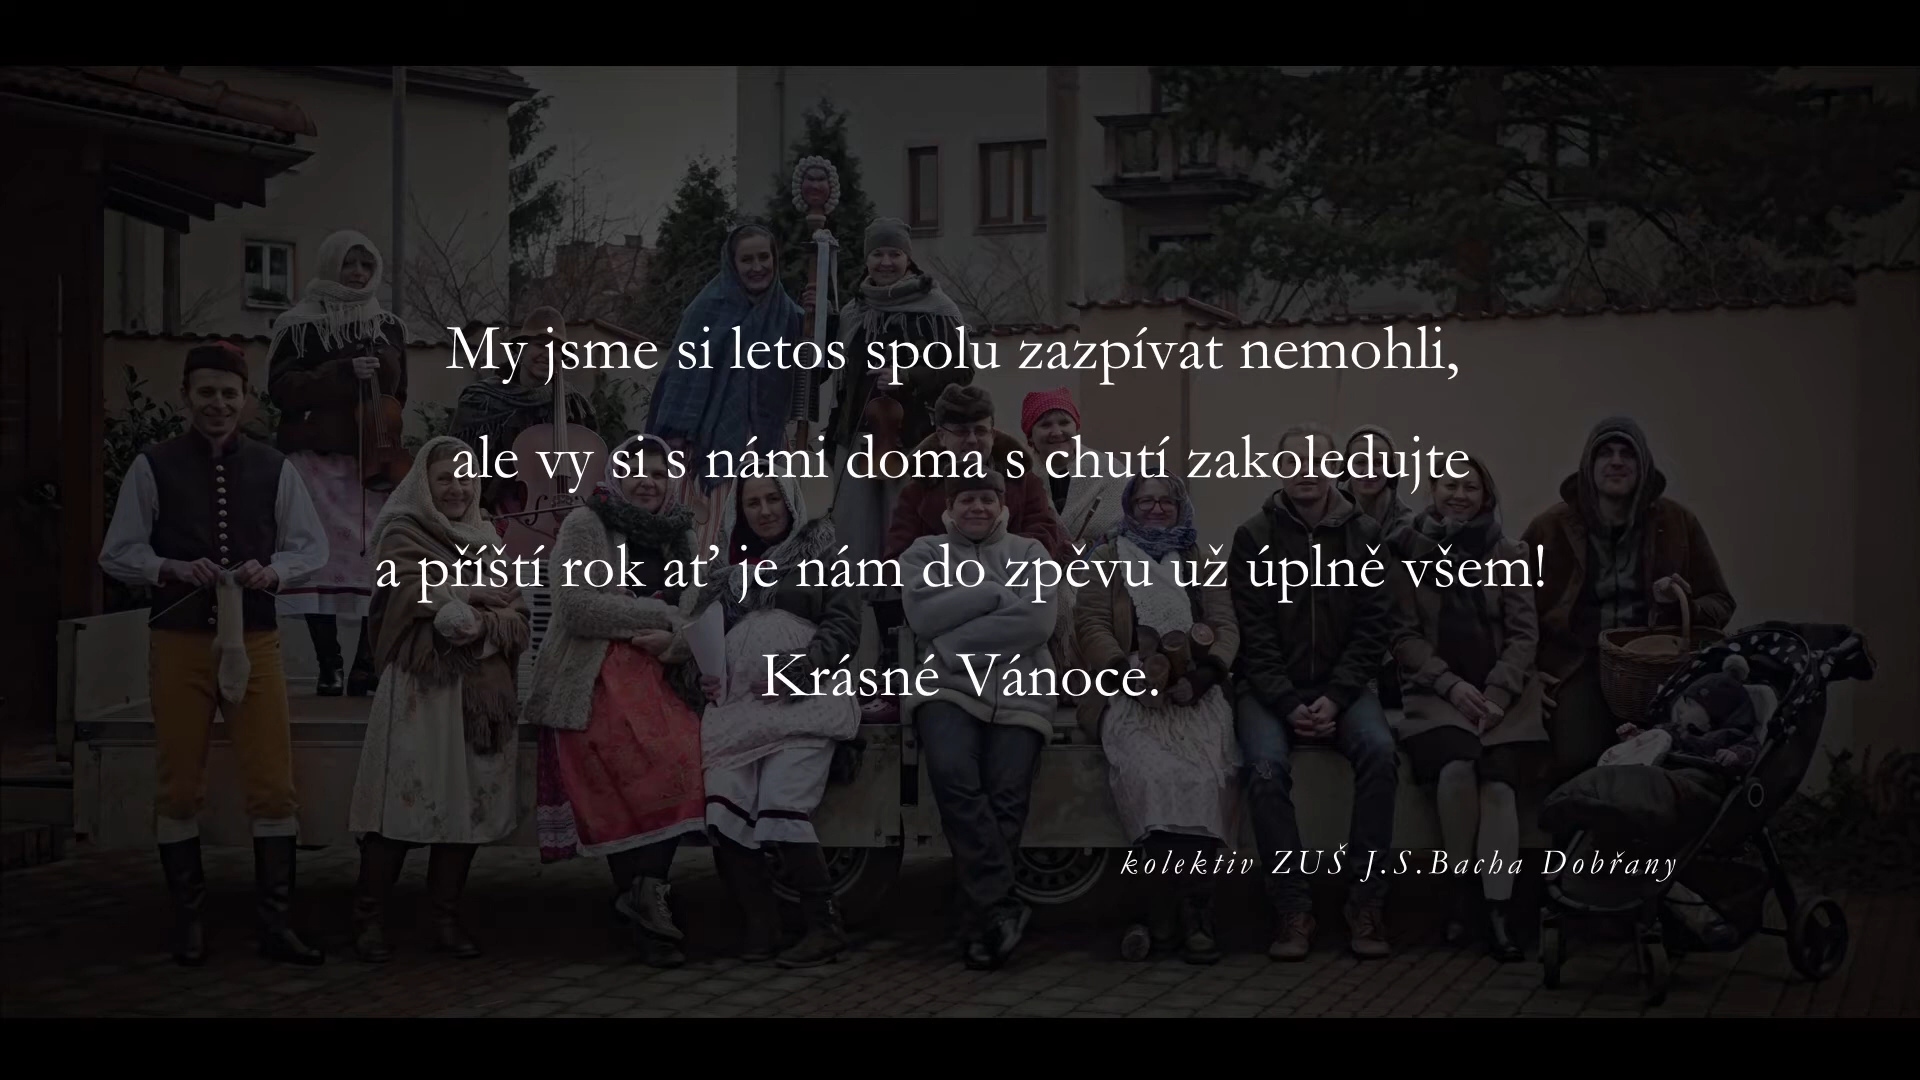 My jsme si letos spolu zazpívat nemohli,
ale vy si s námi doma s chutí zakoledujte
a příští rok ať je nám do zpěvu už úplně všem!
Krásné Vánoce.
kolektiv ZUŠ J.S.Bacha Dobřany